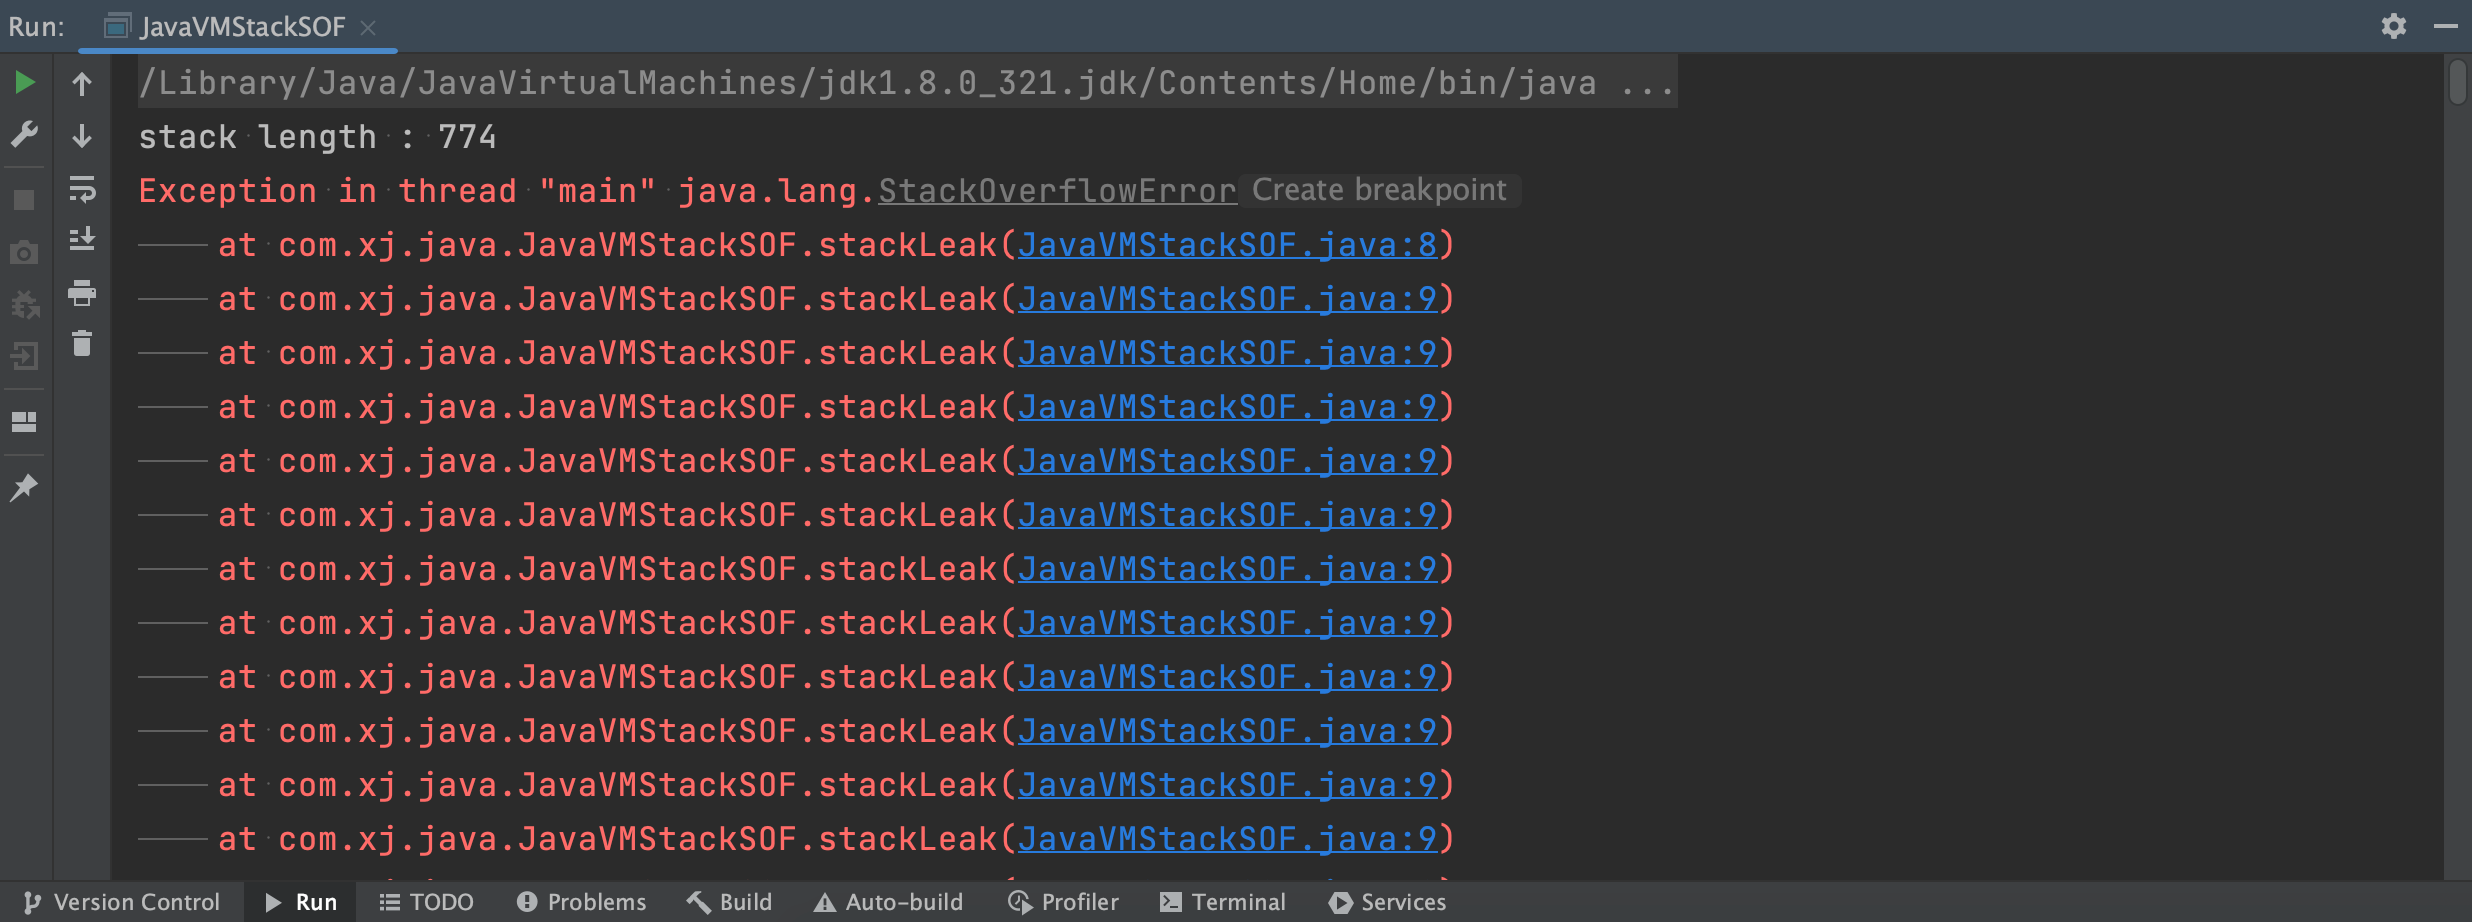 Run: JavaVMStackSOF
/Library/Java/JavaVirtualMachines/jdk1.8.0_321.jdk/Contents/Home/bin/java ...
stack length : 774
Exception in thread "main" java.lang.StackOverflowError Create breakpoint
at com.xj.java.JavaVMStackSOF.stackLeak(JavaVMStackSOF.java:8)
at com.xj.java.JavaVMStackSOF.stackLeak(JavaVMStackSOF.java:9)
at com.xj.java.JavaVMStackSOF.stackLeak(JavaVMStackSOF.java:9)
at com.xj.java.JavaVMStackSOF.stackLeak(JavaVMStackSOF.java:9)
at com.xj.java.JavaVMStackSOF.stackLeak(JavaVMStackSOF.java:9)
at com.xj.java.JavaVMStackSOF.stackLeak(JavaVMStackSOF.java:9)
at com.xj.java.JavaVMStackSOF.stackLeak(JavaVMStackSOF.java:9)
at com.xj.java.JavaVMStackSOF.stackLeak(JavaVMStackSOF.java:9)
at com.xj.java.JavaVMStackSOF.stackLeak(JavaVMStackSOF.java:9)
at com.xj.java.JavaVMStackSOF.stackLeak(JavaVMStackSOF.java:9)
at com.xj.java.JavaVMStackSOF.stackLeak(JavaVMStackSOF.java:9)
at com.xj.java.JavaVMStackSOF.stackLeak(JavaVMStackSOF.java:9)
Version Control Run TODO Problems Build Auto-build Profiler Terminal Services